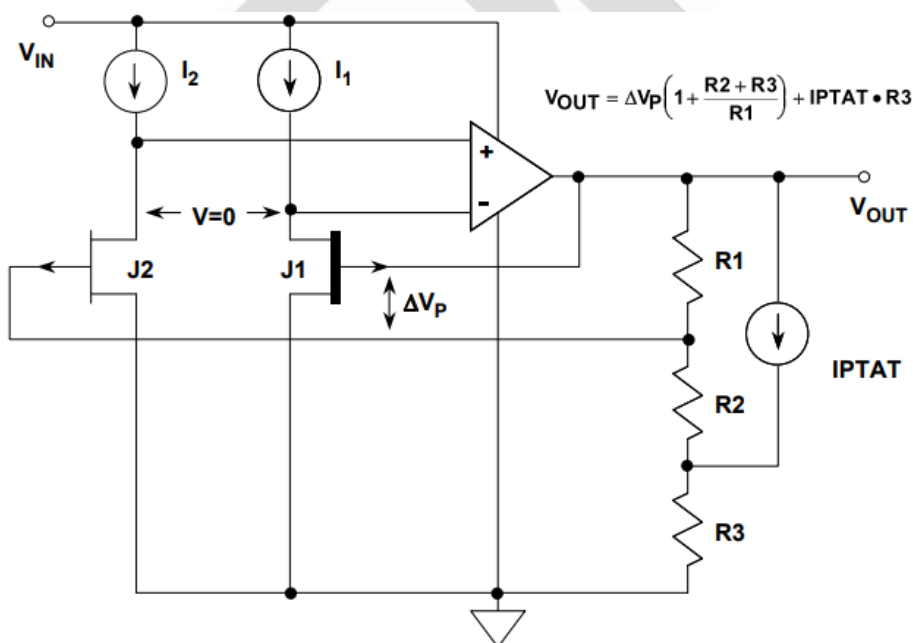 V_IN
I_2
I_1
V_OUT = ΔV_P(1 + (R2 + R3)/R1) + IPTAT • R3
+
V=0
-
V_OUT
J2
J1
R1
ΔV_P
IPTAT
R2
R3